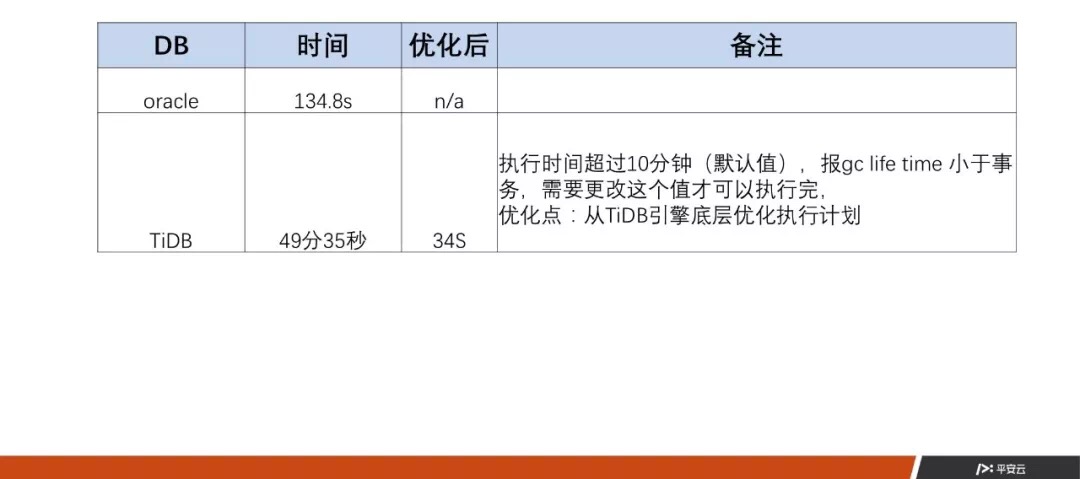 DB 时间 优化后 备注
oracle 134.8s n/a
执行时间超过10分钟（默认值），报gc life time 小于事
务，需要更改这个值才可以执行完，
优化点：从TiDB引擎底层优化执行计划
TiDB 49分35秒 34S
平安云